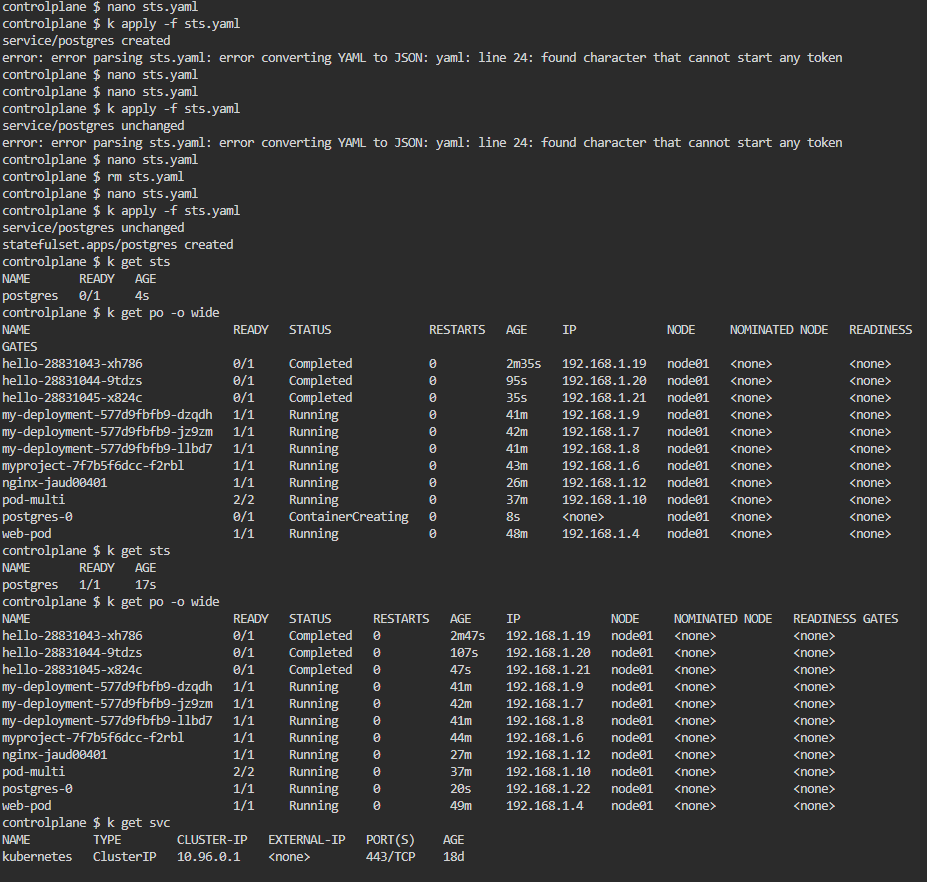 controlplane $ nano sts.yaml
controlplane $ k apply -f sts.yaml
service/postgres created
error: error parsing sts.yaml: error converting YAML to JSON: yaml: line 24: found character that cannot start any token
controlplane $ nano sts.yaml
controlplane $ nano sts.yaml
controlplane $ k apply -f sts.yaml
service/postgres unchanged
error: error parsing sts.yaml: error converting YAML to JSON: yaml: line 24: found character that cannot start any token
controlplane $ nano sts.yaml
controlplane $ rm sts.yaml
controlplane $ nano sts.yaml
controlplane $ k apply -f sts.yaml
service/postgres unchanged
statefulset.apps/postgres created
controlplane $ k get sts
NAME       READY   AGE
postgres   0/1     4s
controlplane $ k get po -o wide
NAME                             READY   STATUS              RESTARTS   AGE     IP             NODE     NOMINATED NODE   READINESS
GATES
hello-28831043-xh786             0/1     Completed           0          2m35s   192.168.1.19   node01   <none>           <none>
hello-28831044-9tdzs             0/1     Completed           0          95s     192.168.1.20   node01   <none>           <none>
hello-28831045-x824c             0/1     Completed           0          35s     192.168.1.21   node01   <none>           <none>
my-deployment-577d9fbfb9-dzqdh   1/1     Running             0          41m     192.168.1.9    node01   <none>           <none>
my-deployment-577d9fbfb9-jz9zm   1/1     Running             0          42m     192.168.1.7    node01   <none>           <none>
my-deployment-577d9fbfb9-llbd7   1/1     Running             0          41m     192.168.1.8    node01   <none>           <none>
myproject-7f7b5f6dcc-f2rbl       1/1     Running             0          43m     192.168.1.6    node01   <none>           <none>
nginx-jaud00401                  1/1     Running             0          26m     192.168.1.12   node01   <none>           <none>
pod-multi                        2/2     Running             0          37m     192.168.1.10   node01   <none>           <none>
postgres-0                       0/1     ContainerCreating   0          8s      <none>         node01   <none>           <none>
web-pod                          1/1     Running             0          48m     192.168.1.4    node01   <none>           <none>
controlplane $ k get sts
NAME       READY   AGE
postgres   1/1     17s
controlplane $ k get po -o wide
NAME                             READY   STATUS      RESTARTS   AGE     IP             NODE     NOMINATED NODE   READINESS GATES
hello-28831043-xh786             0/1     Completed   0          2m47s   192.168.1.19   node01   <none>           <none>
hello-28831044-9tdzs             0/1     Completed   0          107s    192.168.1.20   node01   <none>           <none>
hello-28831045-x824c             0/1     Completed   0          47s     192.168.1.21   node01   <none>           <none>
my-deployment-577d9fbfb9-dzqdh   1/1     Running     0          41m     192.168.1.9    node01   <none>           <none>
my-deployment-577d9fbfb9-jz9zm   1/1     Running     0          42m     192.168.1.7    node01   <none>           <none>
my-deployment-577d9fbfb9-llbd7   1/1     Running     0          41m     192.168.1.8    node01   <none>           <none>
myproject-7f7b5f6dcc-f2rbl       1/1     Running     0          44m     192.168.1.6    node01   <none>           <none>
nginx-jaud00401                  1/1     Running     0          27m     192.168.1.12   node01   <none>           <none>
pod-multi                        2/2     Running     0          37m     192.168.1.10   node01   <none>           <none>
postgres-0                       1/1     Running     0          20s     192.168.1.22   node01   <none>           <none>
web-pod                          1/1     Running     0          49m     192.168.1.4    node01   <none>           <none>
controlplane $ k get svc
NAME         TYPE        CLUSTER-IP   EXTERNAL-IP   PORT(S)   AGE
kubernetes   ClusterIP   10.96.0.1    <none>        443/TCP   18d